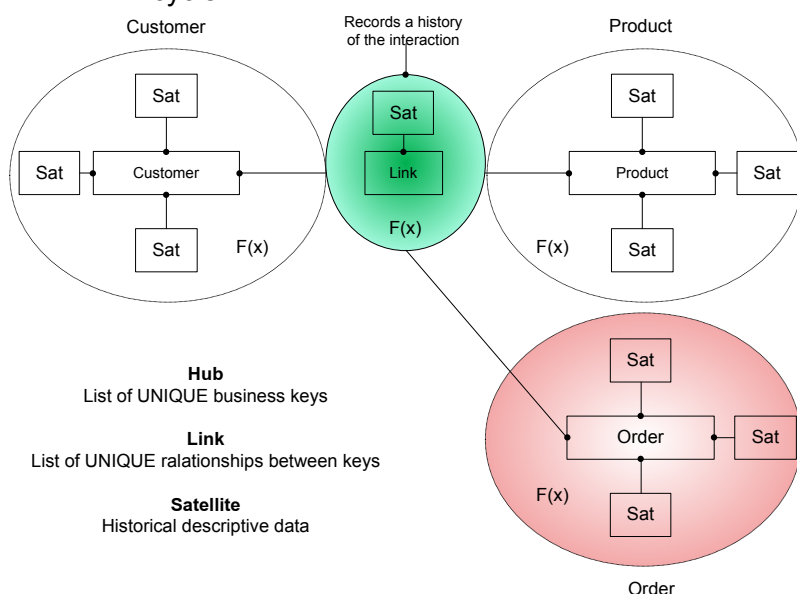 Customer
Records a history
of the interaction
Product
Sat
Sat
Sat
Sat
Customer
Link
Product
Sat
Sat
Sat
F(x)
F(x)
F(x)
Hub
List of UNIQUE business keys
Link
List of UNIQUE ralationships between keys
Satellite
Historical descriptive data
Sat
Order
Sat
F(x)
Sat
Order